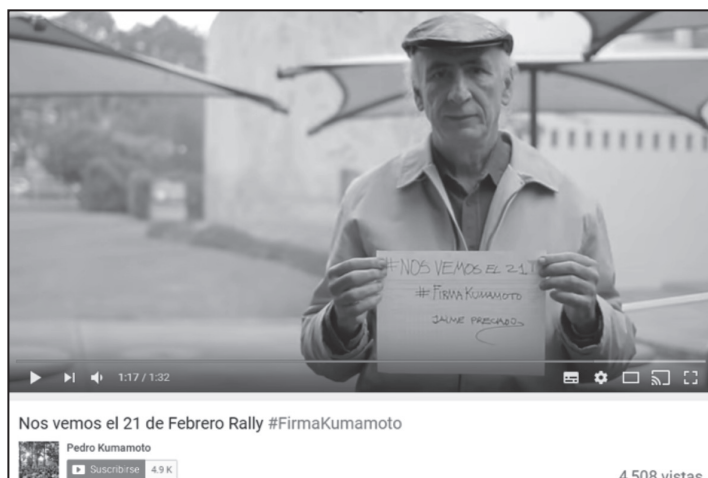 #NOS VEMOS EL 21!!
#FIRMAKUMAMOTO
JAIME PRECIADO
1:17 / 1:32
Nos vemos el 21 de Febrero Rally #FirmaKumamoto
Pedro Kumamoto
Suscribirse 4.9 K
4,508 vistas